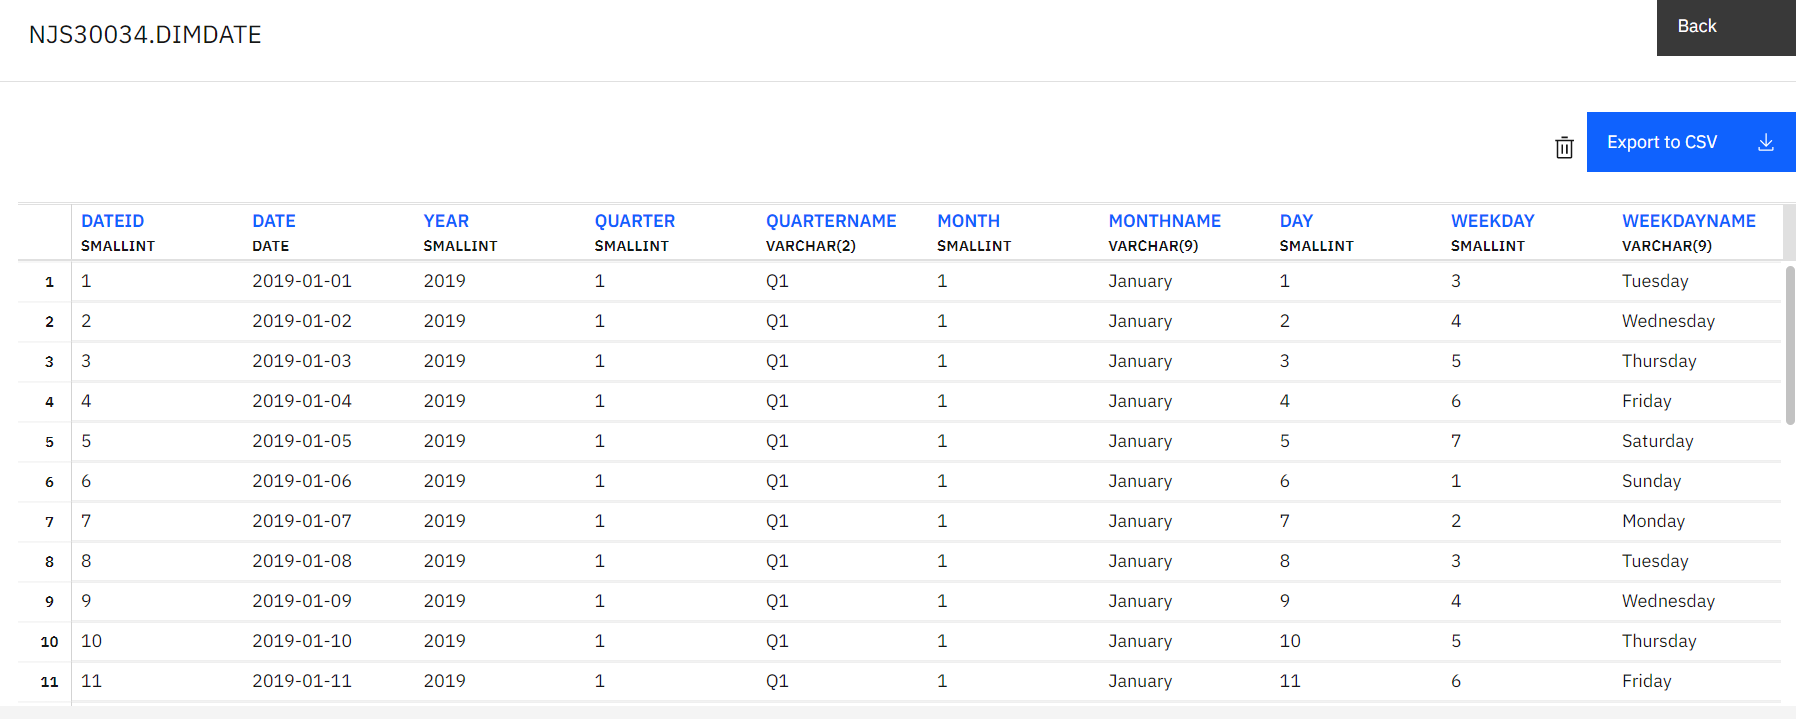 NJS30034.DIMDATE
Back
Export to CSV
DATEID DATE YEAR QUARTER QUARTERNAME MONTH MONTHNAME DAY WEEKDAY WEEKDAYNAME
SMALLINT DATE SMALLINT SMALLINT VARCHAR(2) SMALLINT VARCHAR(9) SMALLINT SMALLINT VARCHAR(9)
1 1 2019-01-01 2019 1 Q1 1 January 1 3 Tuesday
2 2 2019-01-02 2019 1 Q1 1 January 2 4 Wednesday
3 3 2019-01-03 2019 1 Q1 1 January 3 5 Thursday
4 4 2019-01-04 2019 1 Q1 1 January 4 6 Friday
5 5 2019-01-05 2019 1 Q1 1 January 5 7 Saturday
6 6 2019-01-06 2019 1 Q1 1 January 6 1 Sunday
7 7 2019-01-07 2019 1 Q1 1 January 7 2 Monday
8 8 2019-01-08 2019 1 Q1 1 January 8 3 Tuesday
9 9 2019-01-09 2019 1 Q1 1 January 9 4 Wednesday
10 10 2019-01-10 2019 1 Q1 1 January 10 5 Thursday
11 11 2019-01-11 2019 1 Q1 1 January 11 6 Friday